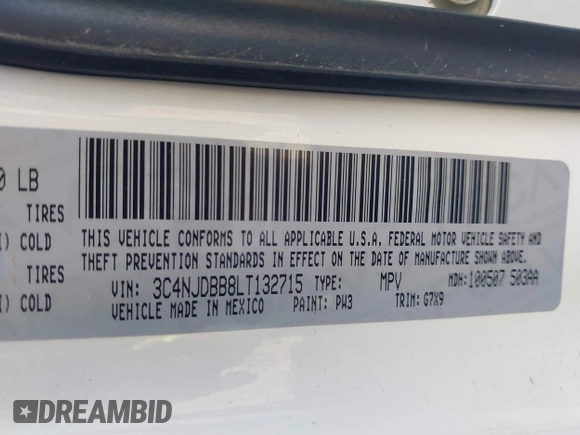 0 LB
TIRES
) COLD
TIRES
) COLD
THIS VEHICLE CONFORMS TO ALL APPLICABLE U.S.A. FEDERAL MOTOR VEHICLE SAFETY AND
THEFT PREVENTION STANDARDS IN EFFECT ON THE DATE OF MANUFACTURE SHOWN ABOVE.
VIN: 3C4NJDBB8LT132715 TYPE: MPV MDH:100507 503AA
VEHICLE MADE IN MEXICO PAINT: PW3 TRIM: G7X9
DREAMBID